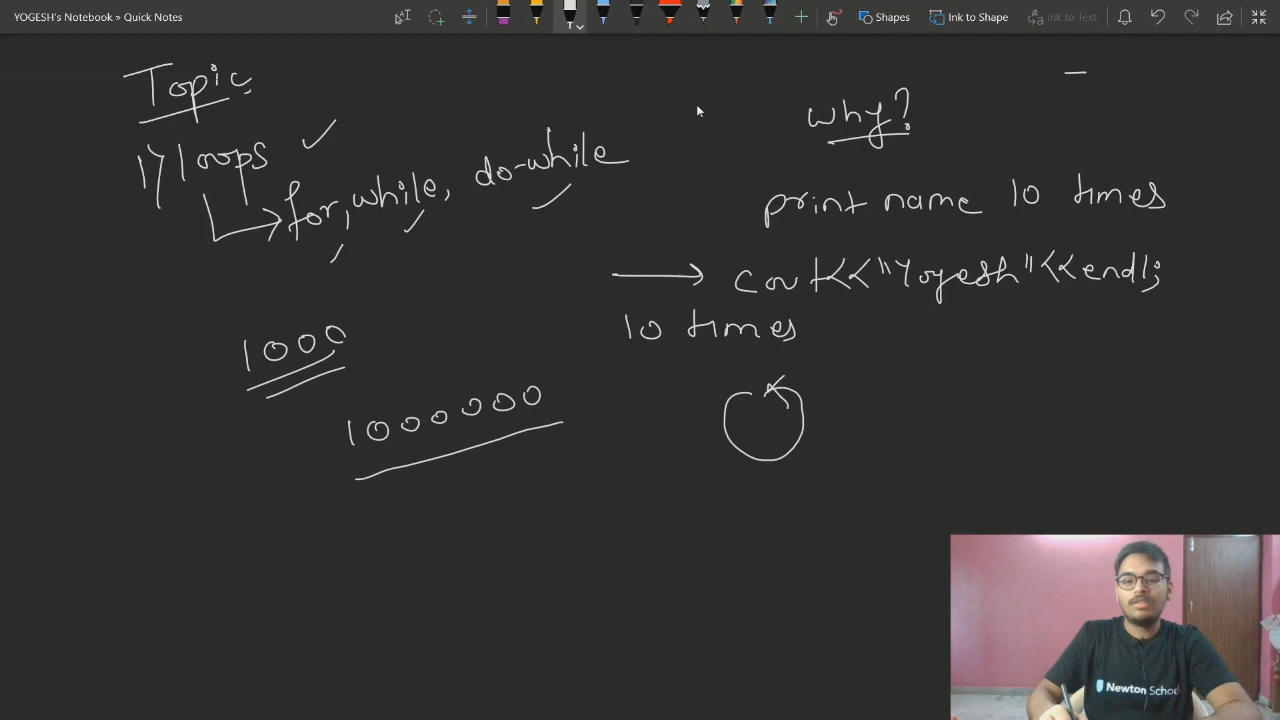 YOGESH's Notebook » Quick Notes
Shapes Ink to Shape Ink to Text
Topic
1) loops
for, while, do-while
why?
print name 10 times
cout<<"Yogesh"<<endl;
10 times
1000
1000000
Newton School